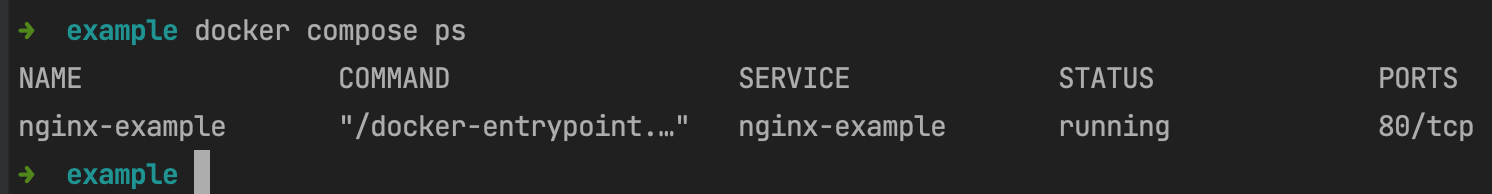 ➜ example docker compose ps
NAME COMMAND SERVICE STATUS PORTS
nginx-example "/docker-entrypoint.…" nginx-example running 80/tcp
➜ example